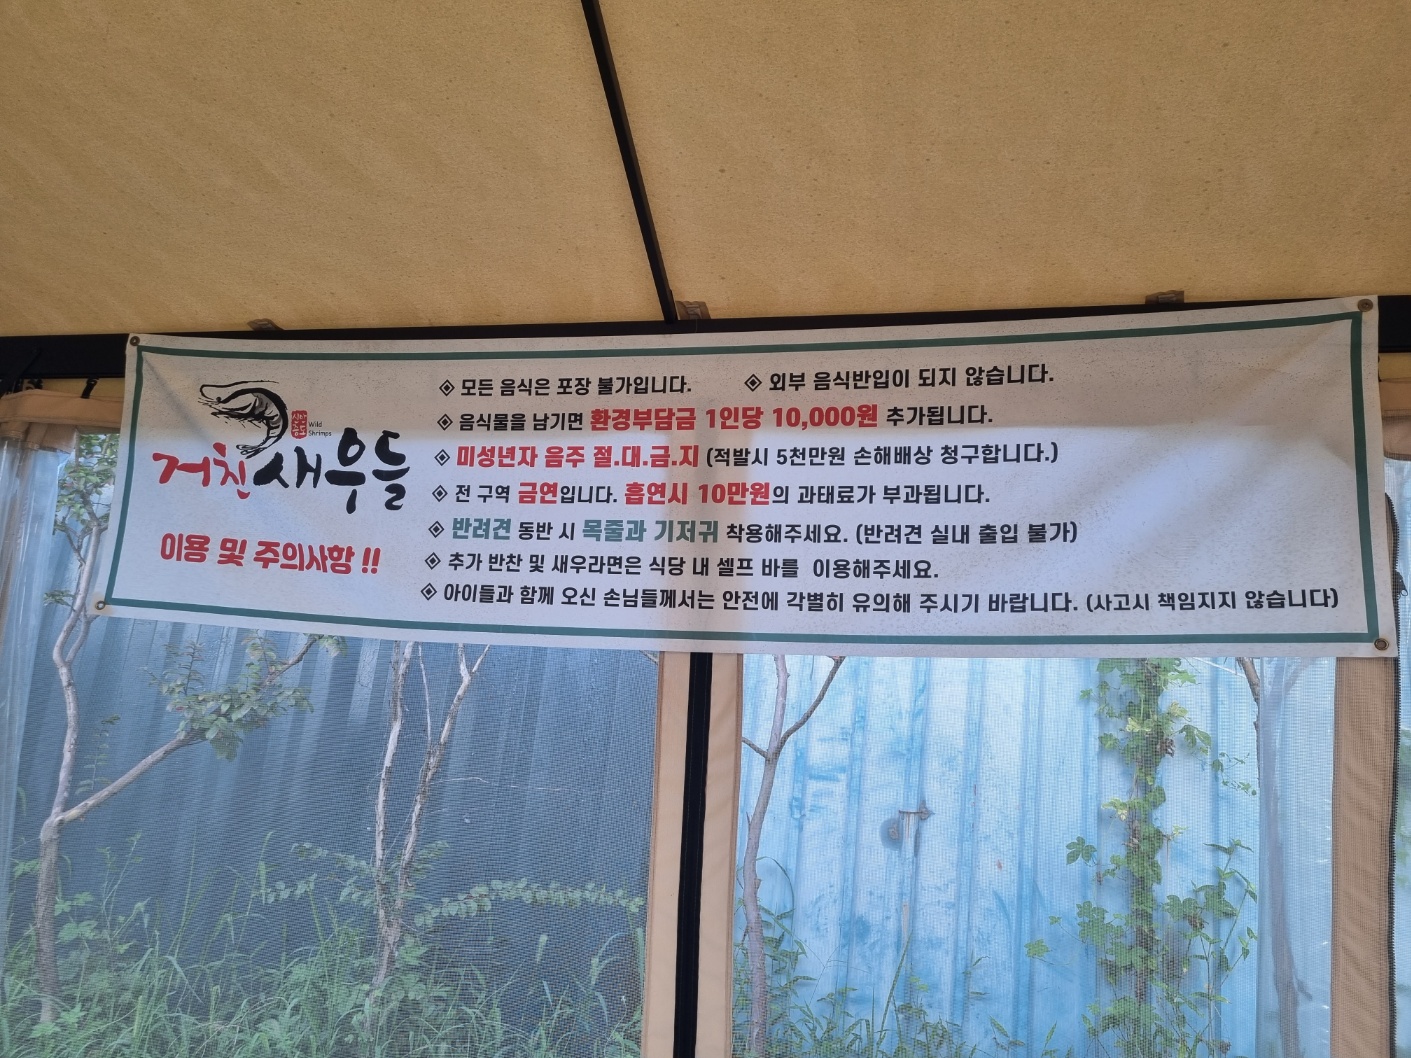 Wild
Shrimps
거친새우들
이용 및 주의사항 !!
◈ 모든 음식은 포장 불가입니다. ◈ 외부 음식반입이 되지 않습니다.
◈ 음식물을 남기면 환경부담금 1인당 10,000원 추가됩니다.
◈ 미성년자 음주 절.대.금.지 (적발시 5천만원 손해배상 청구합니다.)
◈ 전 구역 금연입니다. 흡연시 10만원의 과태료가 부과됩니다.
◈ 반려견 동반 시 목줄과 기저귀 착용해주세요. (반려견 실내 출입 불가)
◈ 추가 반찬 및 새우라면은 식당 내 셀프 바를 이용해주세요.
◈ 아이들과 함께 오신 손님들께서는 안전에 각별히 유의해 주시기 바랍니다. (사고시 책임지지 않습니다)